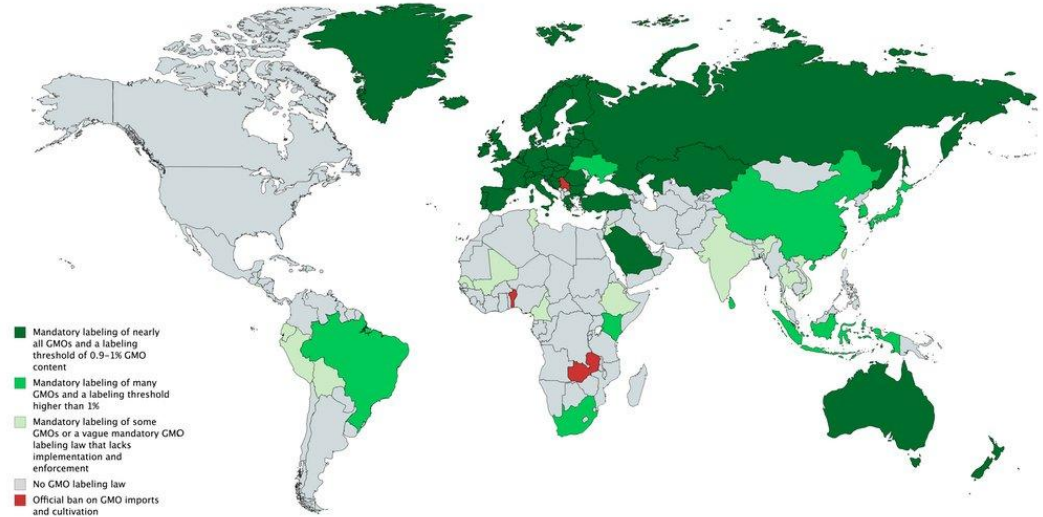 Mandatory labeling of nearly
all GMOs and a labeling
threshold of 0.9-1% GMO
content
Mandatory labeling of many
GMOs and a labeling threshold
higher than 1%
Mandatory labeling of some
GMOs or a vague mandatory GMO
labeling law that lacks
implementation and
enforcement
No GMO labeling law
Official ban on GMO imports
and cultivation